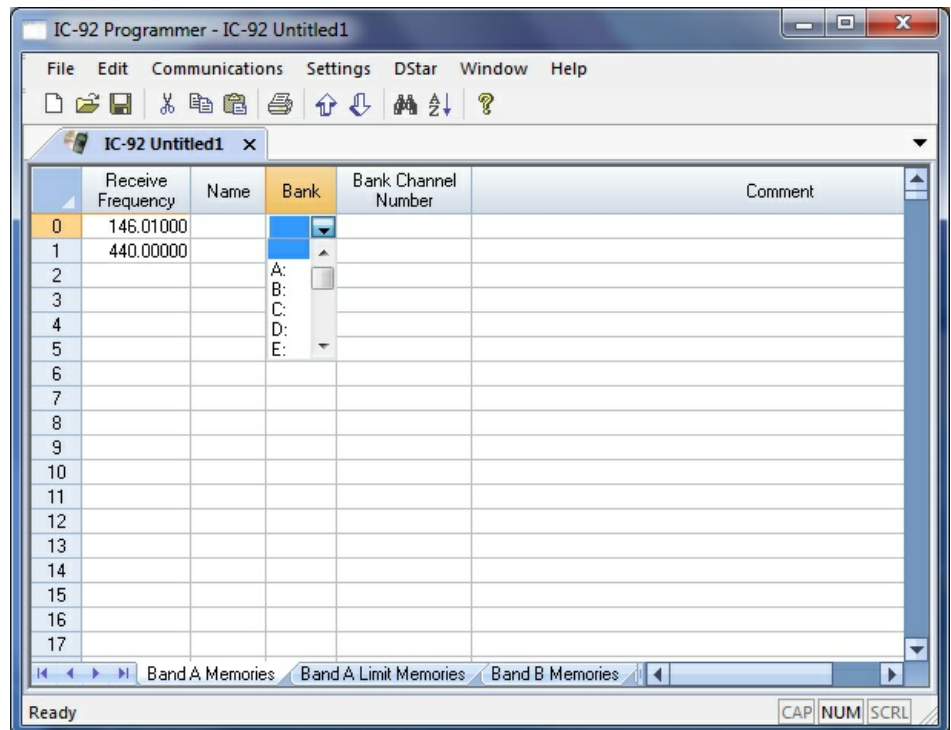 IC-92 Programmer - IC-92 Untitled1
File Edit Communications Settings DStar Window Help
IC-92 Untitled1 x
Receive Frequency Name Bank Bank Channel Number Comment
0 146.01000
1 440.00000
2 A:
B:
3 C:
4 D:
5 E:
6
7
8
9
10
11
12
13
14
15
16
17
Band A Memories Band A Limit Memories Band B Memories
Ready CAP NUM SCRL